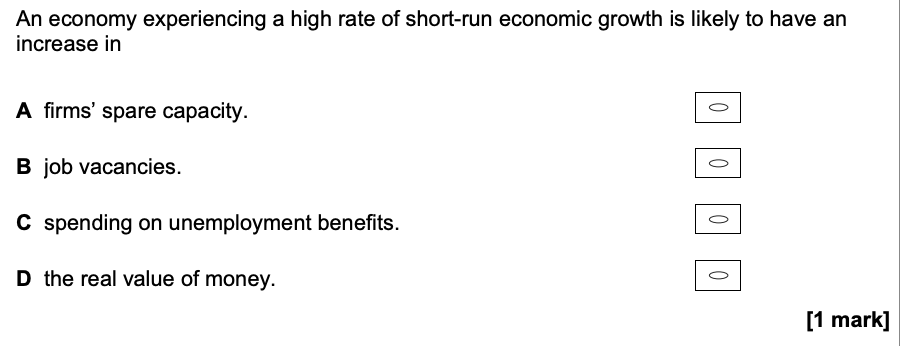 An economy experiencing a high rate of short-run economic growth is likely to have an
increase in
A firms’ spare capacity.
B job vacancies.
C spending on unemployment benefits.
D the real value of money.
[1 mark]